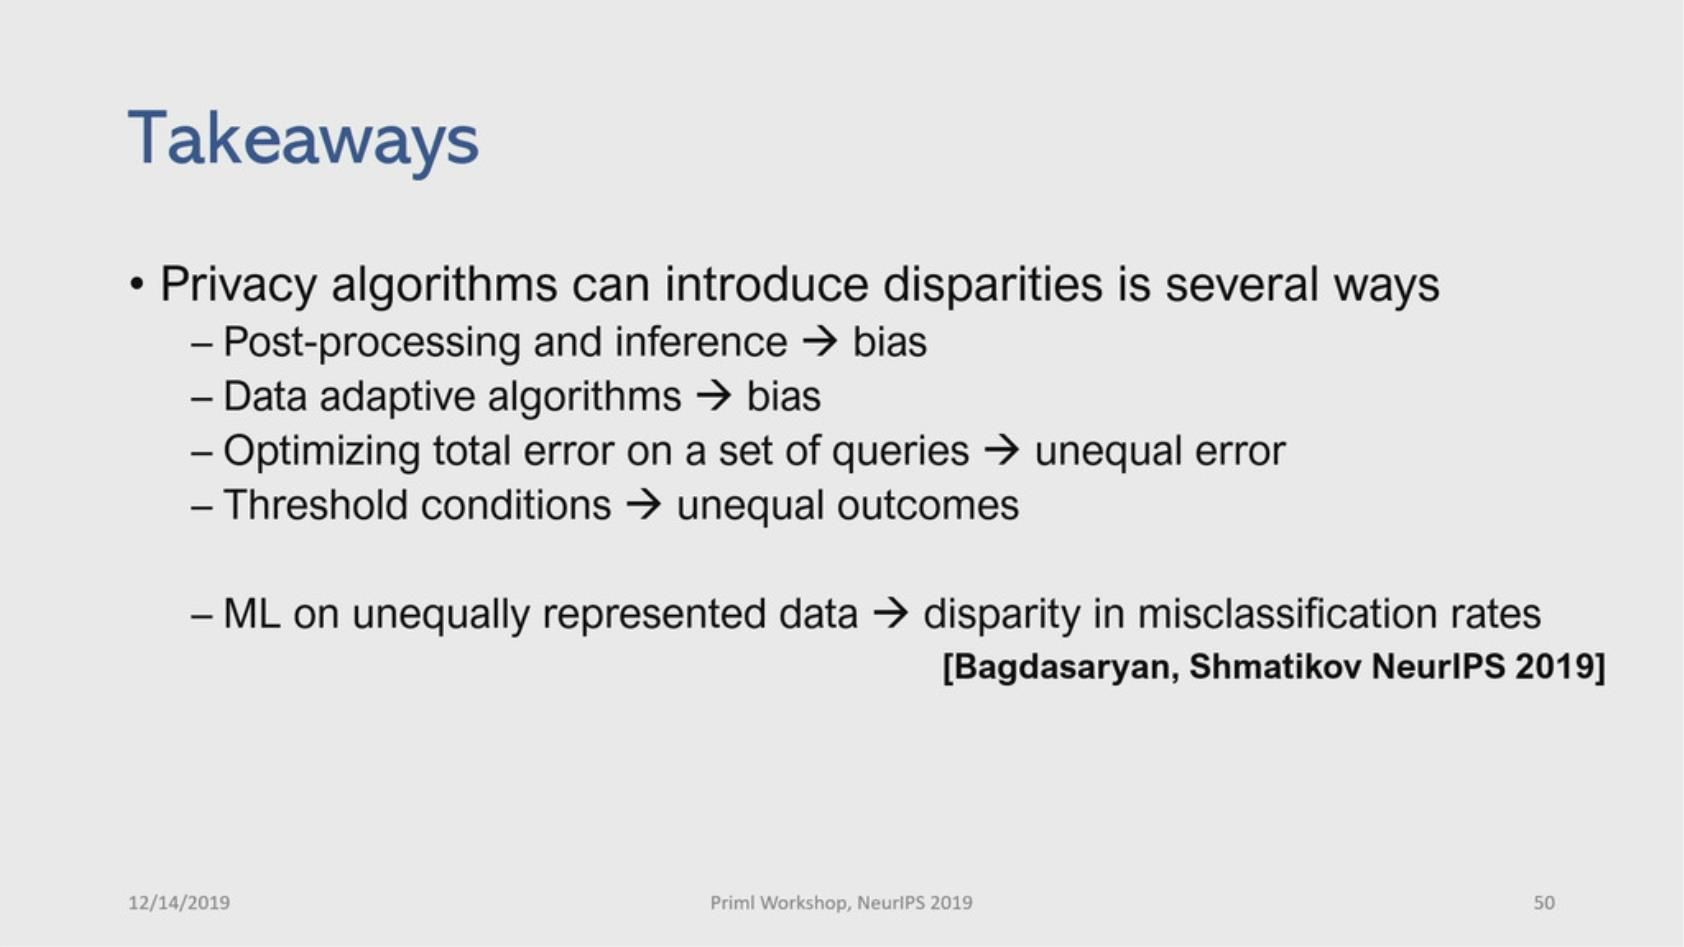 Takeaways
• Privacy algorithms can introduce disparities is several ways
– Post-processing and inference → bias
– Data adaptive algorithms → bias
– Optimizing total error on a set of queries → unequal error
– Threshold conditions → unequal outcomes
– ML on unequally represented data → disparity in misclassification rates
[Bagdasaryan, Shmatikov NeurIPS 2019]
12/14/2019
Priml Workshop, NeurIPS 2019
50